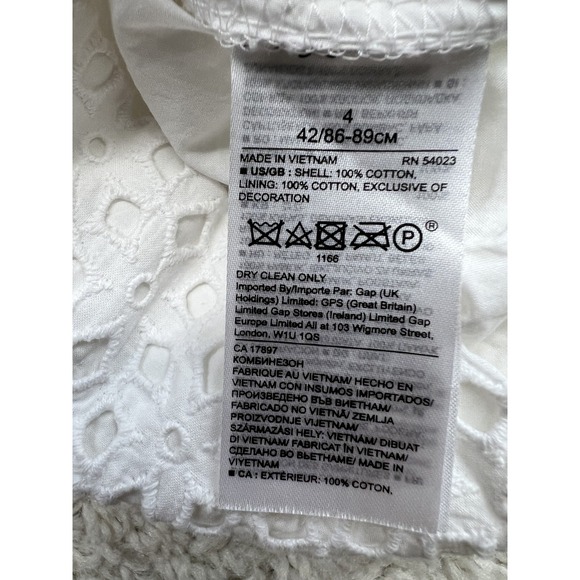 4
42/86-89CM
MADE IN VIETNAM RN 54023
■ US/GB : SHELL: 100% COTTON,
LINING: 100% COTTON, EXCLUSIVE OF
DECORATION
P ®
1166
DRY CLEAN ONLY
Imported By/Importe Par: Gap (UK
Holdings) Limited: GPS (Great Britain)
Limited Gap Stores (Ireland) Limited Gap
Europe Limited All at 103 Wigmore Street,
London, W1U 1QS
CA 17897
КОМБИНЕЗОН
FABRIQUE AU VIETNAM/ HECHO EN
VIETNAM CON INSUMOS IMPORTADOS/
ПРОИЗВЕДЕНО ВЪВ ВИЕТНАМ/
FABRICADO NO VIETNÃ/ ZEMLJA
PROIZVODNJE VIJETNAM/
SZÁRMAZÁSI HELY: VIETNÁM/ DIBUAT
DI VIETNAM/ FABRICAT ÎN VIETNAM/
СДЕЛАНО ВО ВЬЕТНАМЕ/ MADE IN
VIYETNAM
■ CA : EXTÉRIEUR: 100% COTON,